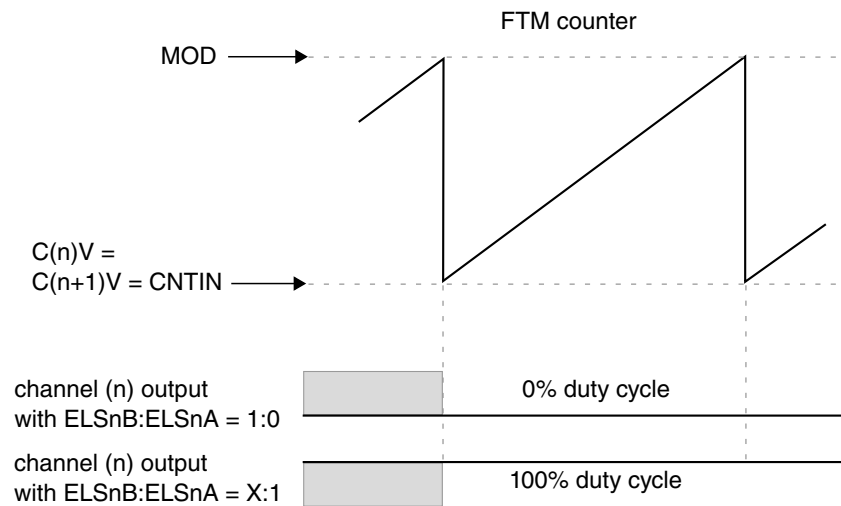 FTM counter
MOD
C(n)V =
C(n+1)V = CNTIN
channel (n) output
with ELSnB:ELSnA = 1:0
0% duty cycle
channel (n) output
with ELSnB:ELSnA = X:1
100% duty cycle